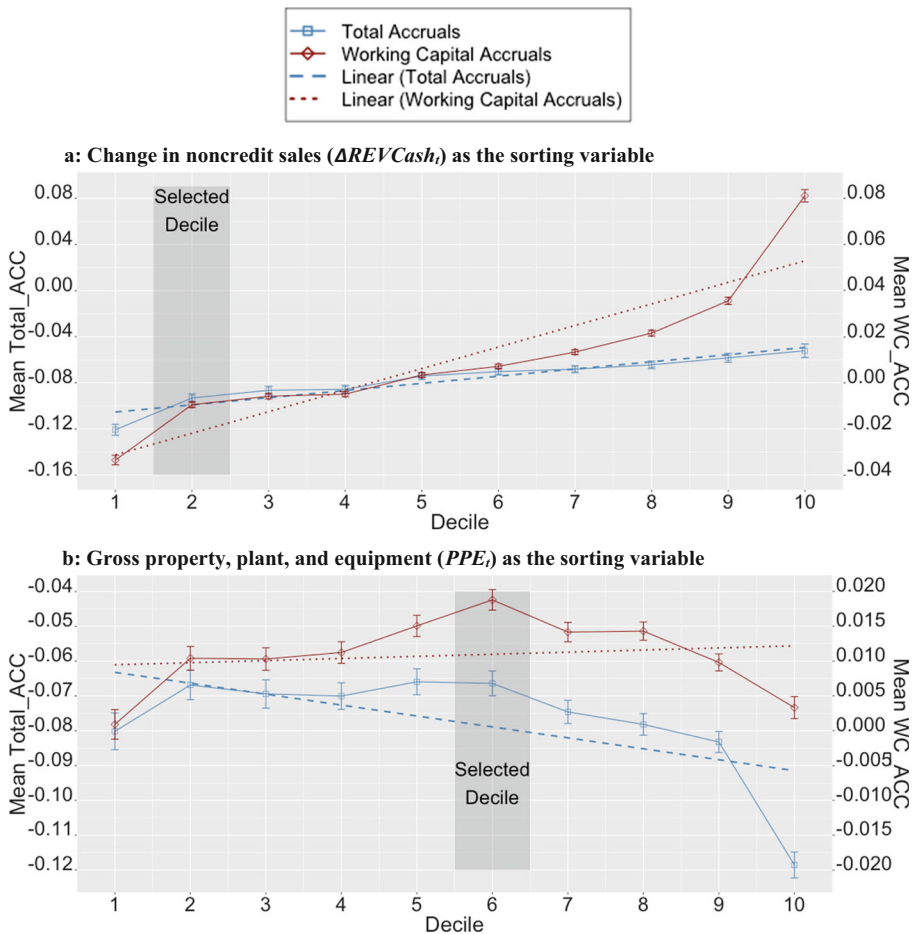 Total Accruals
Working Capital Accruals
Linear (Total Accruals)
Linear (Working Capital Accruals)
a: Change in noncredit sales (ΔREVCashₜ) as the sorting variable
Mean Total_ACC
0.08
0.04
0.00
-0.04
-0.08
-0.12
-0.16
Selected
Decile
0.08
0.06
0.04
0.02
0.00
-0.02
-0.04
Mean WC_ACC
1 2 3 4 5 6 7 8 9 10
Decile
b: Gross property, plant, and equipment (PPEₜ) as the sorting variable
Mean Total_ACC
-0.04
-0.05
-0.06
-0.07
-0.08
-0.09
-0.10
-0.11
-0.12
Selected
Decile
0.020
0.015
0.010
0.005
0.000
-0.005
-0.010
-0.015
-0.020
Mean WC_ACC
1 2 3 4 5 6 7 8 9 10
Decile